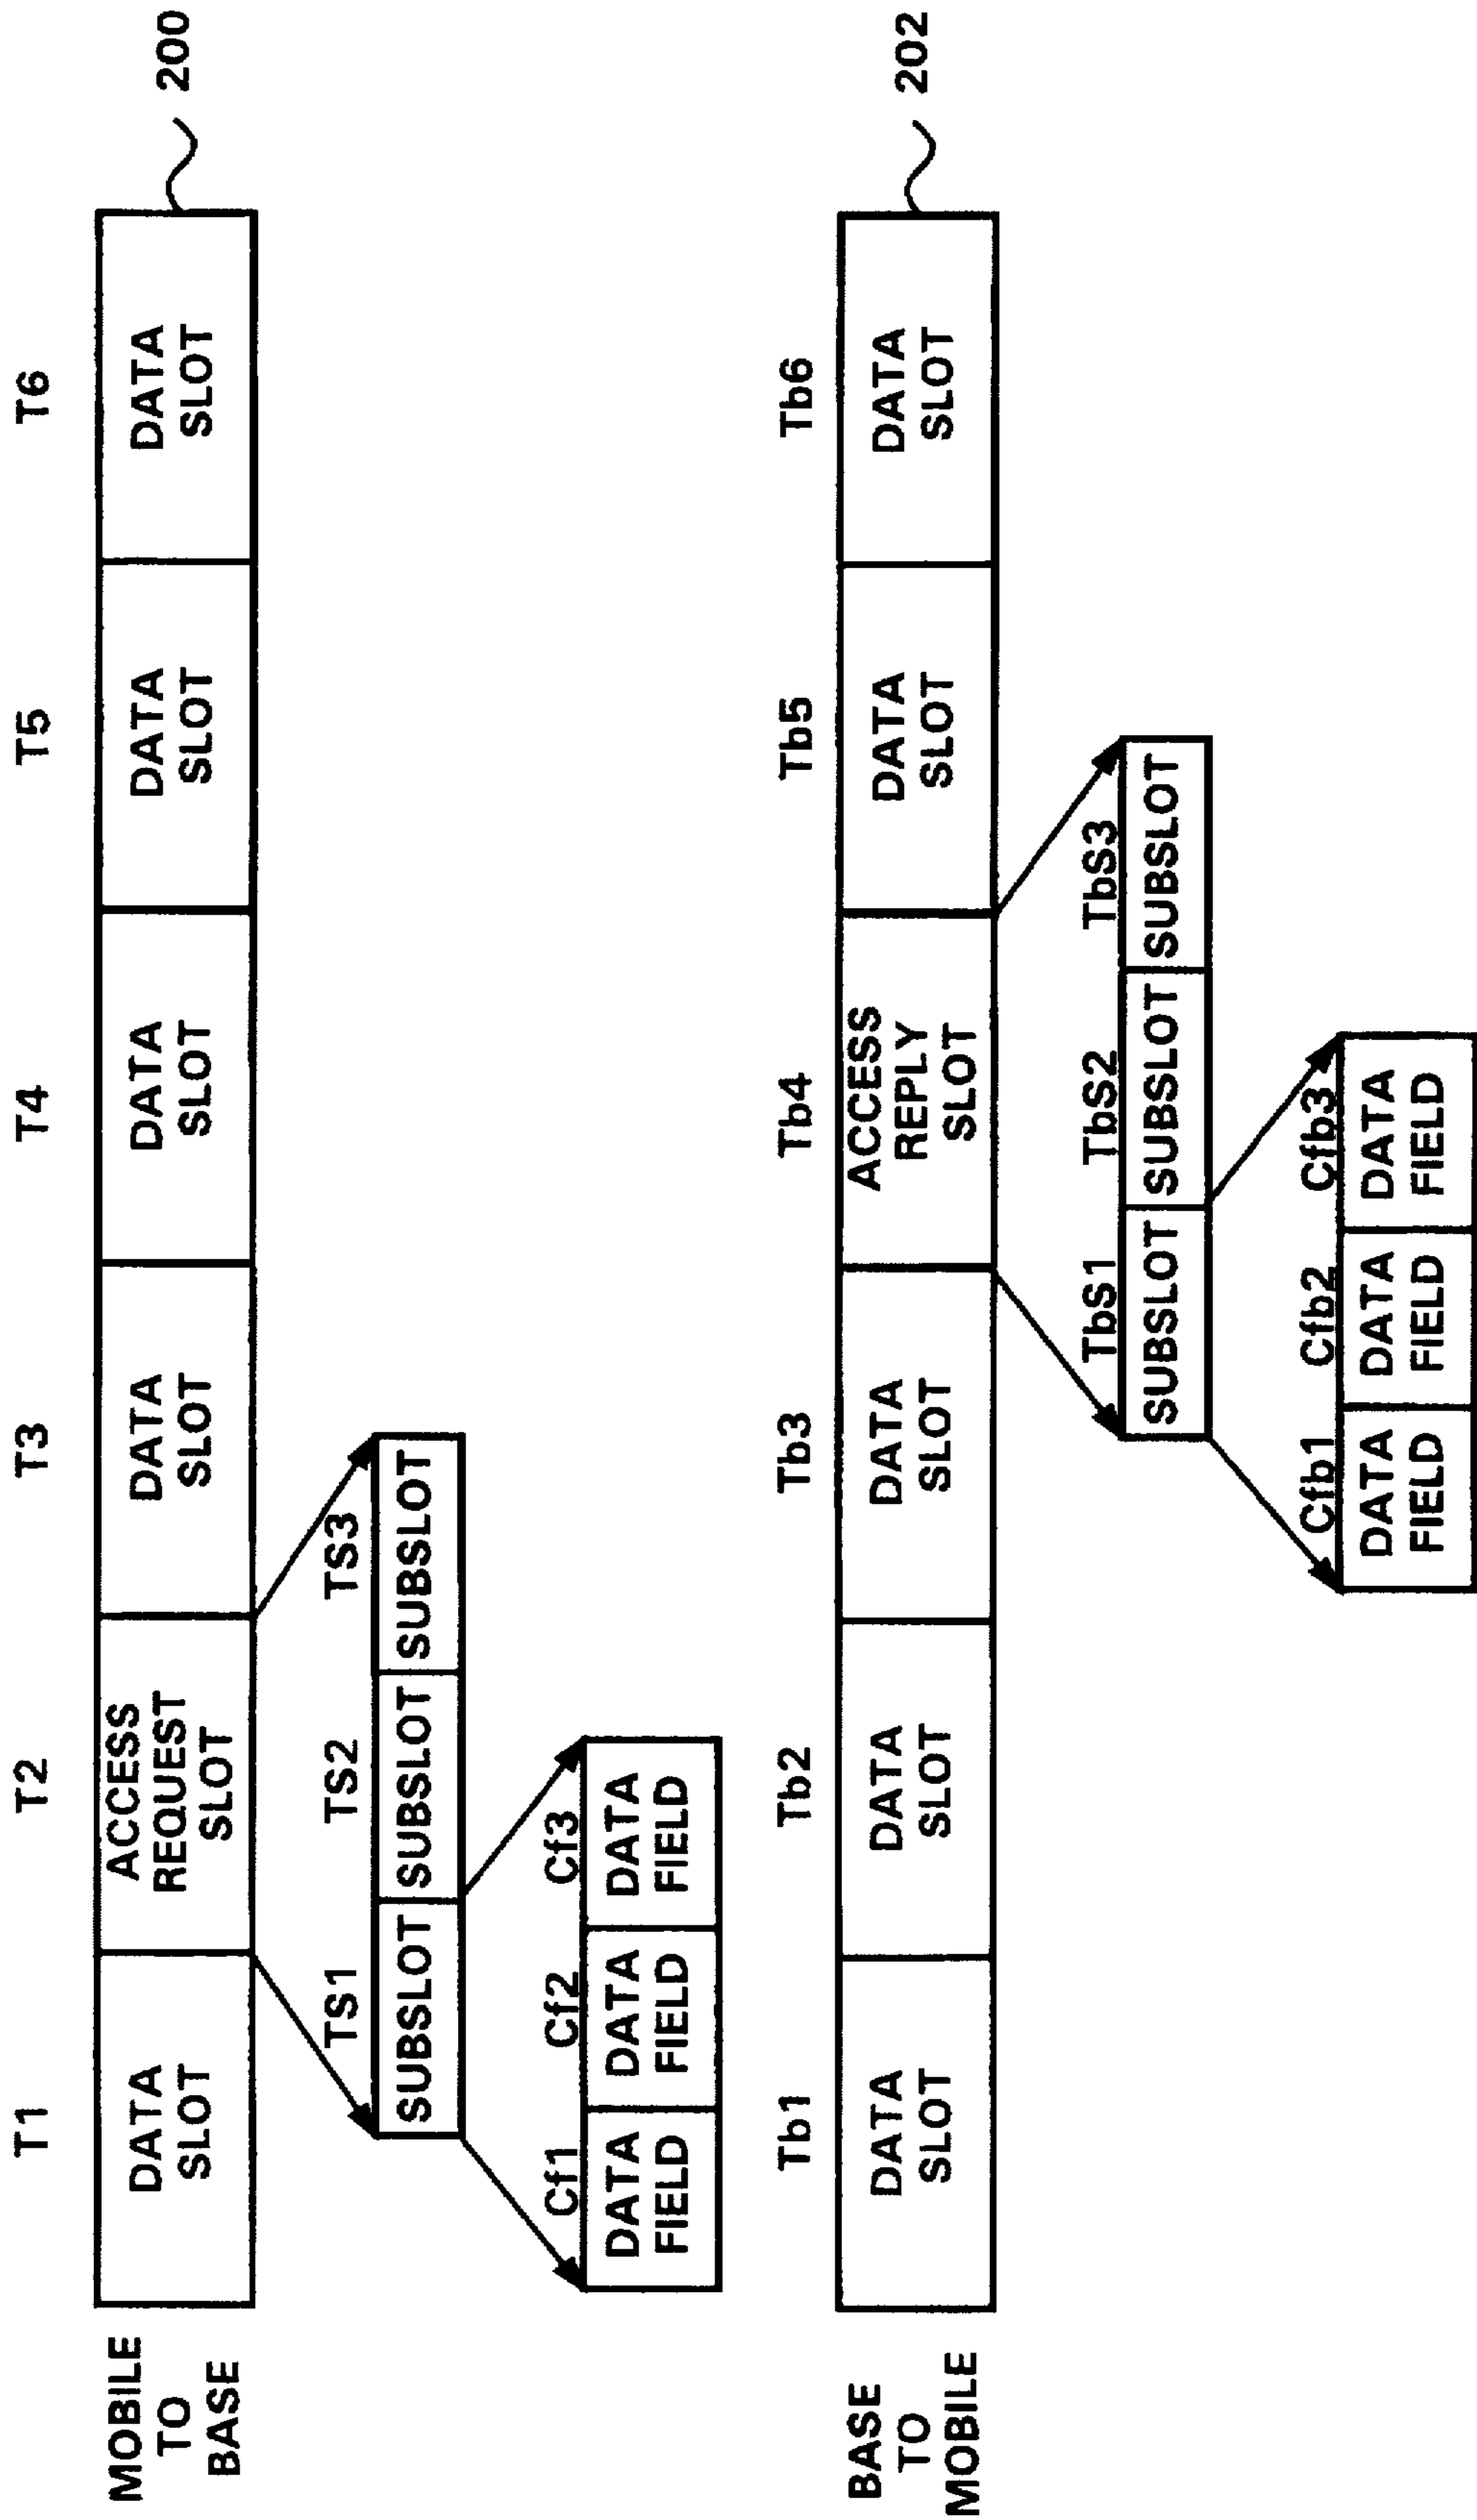 T1 T2 T3 T4 T5 T6
MOBILE
TO
BASE
DATA
SLOT
ACCESS
REQUEST
SLOT
DATA
SLOT
DATA
SLOT
DATA
SLOT
DATA
SLOT
200
TS1 TS2 TS3
SUBSLOT SUBSLOT SUBSLOT
Cf1 Cf2 Cf3
DATA
FIELD
DATA
FIELD
DATA
FIELD
Tb1 Tb2 Tb3 Tb4 Tb5 Tb6
BASE
TO
MOBILE
DATA
SLOT
DATA
SLOT
DATA
SLOT
ACCESS
REPLY
SLOT
DATA
SLOT
DATA
SLOT
202
TbS1 TbS2 TbS3
SUBSLOT SUBSLOT SUBSLOT
Cfb1 Cfb2 Cfb3
DATA
FIELD
DATA
FIELD
DATA
FIELD